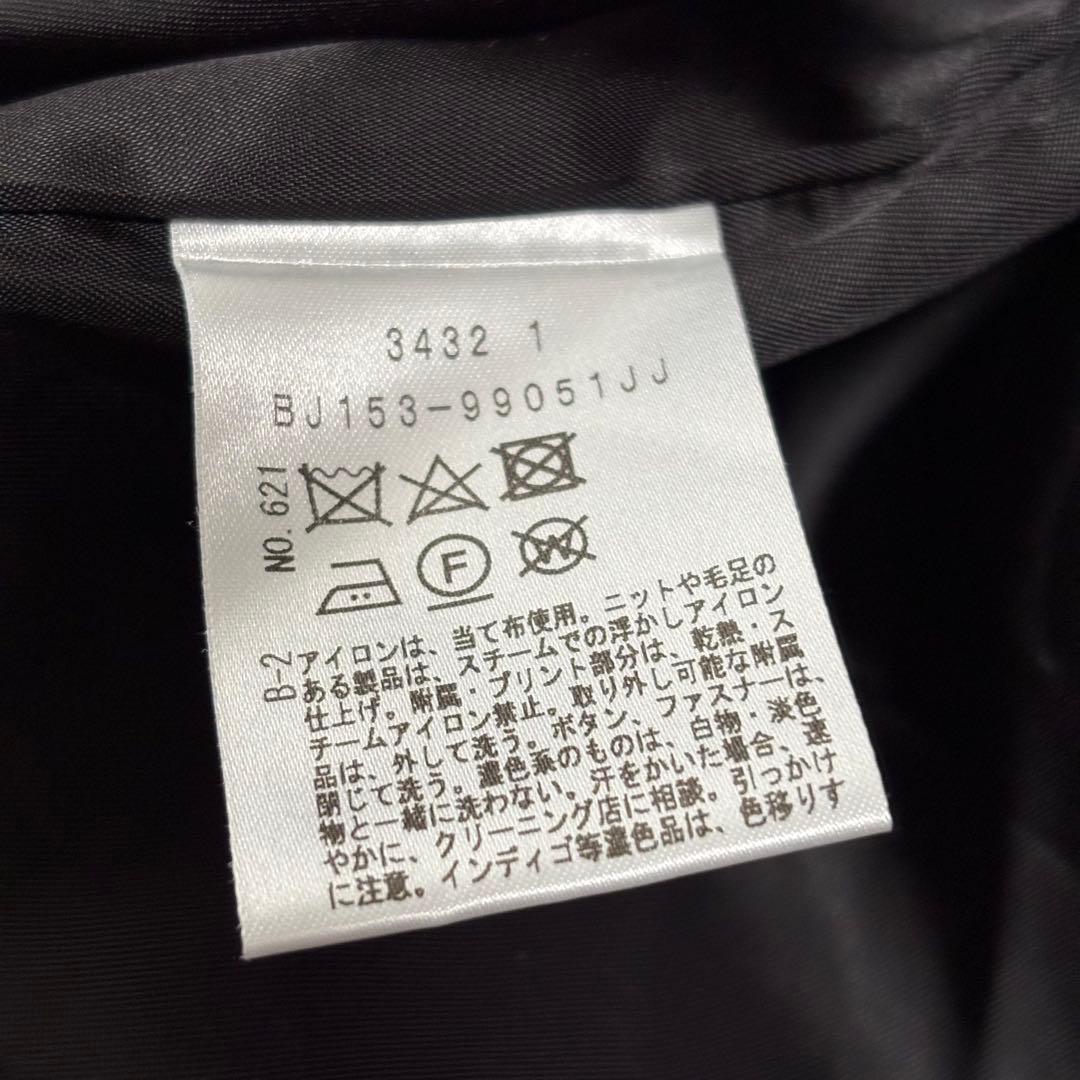 3432 1
BJ153-99051JJ
NO.621
F
W
B-2
アイロンは、当て布使用。ニットや毛足の
ある製品は、スチームでの浮かしアイロン
仕上げ。附属・プリント部分は、乾熱・ス
チームアイロン禁止。取り外し可能な附属
品は、外して洗う。ボタン、ファスナーは、
閉じて洗う。濃色系のものは、白物・淡色
物と一緒に洗わない。汗をかいた場合、速
やかに、クリーニング店に相談。引っかけ
に注意。インディゴ等濃色品は、色移りす